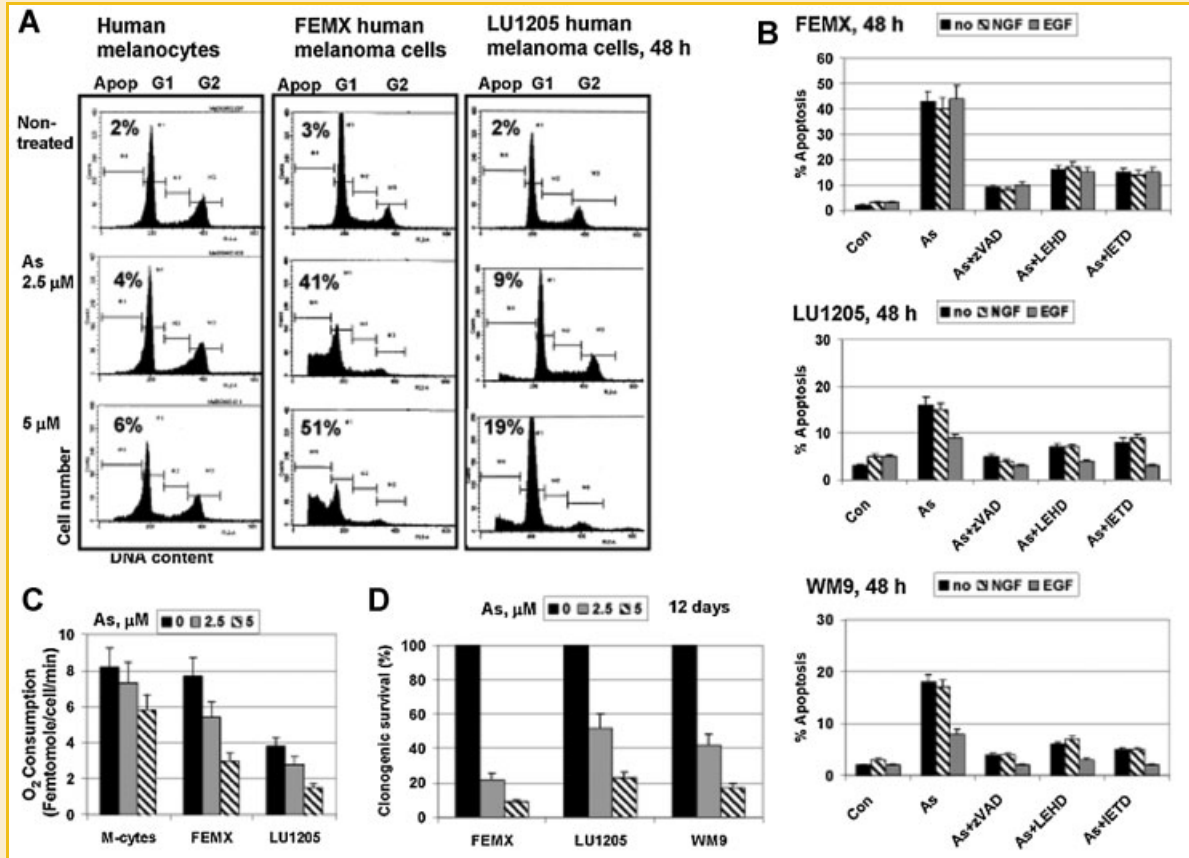 A
Human melanocytes
FEMX human melanoma cells
LU1205 human melanoma cells, 48 h
Apop G1 G2
Apop G1 G2
Apop G1 G2
Non-treated
2%
3%
2%
As 2.5 μM
4%
41%
9%
5 μM
6%
51%
19%
Cell number
DNA content
B
FEMX, 48 h
no NGF EGF
% Apoptosis
60
50
40
30
20
10
0
Con As As+zVAD As+LEHD As+IETD
LU1205, 48 h
no NGF EGF
% Apoptosis
30
20
10
0
Con As As+zVAD As+LEHD As+IETD
WM9, 48 h
no NGF EGF
% Apoptosis
30
20
10
0
Con As As+zVAD As+LEHD As+IETD
C
As, μM 0 2.5 5
O2 Consumption
(Femtomole/cell/min)
10
8
6
4
2
0
M-cytes FEMX LU1205
D
As, μM 0 2.5 5 12 days
Clonogenic survival (%)
100
80
60
40
20
0
FEMX LU1205 WM9